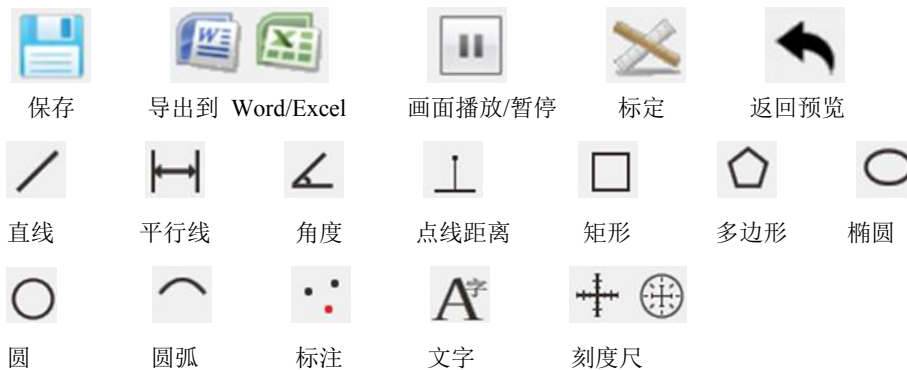 保存 导出到 Word/Excel 画面播放/暂停 标定 返回预览
直线 平行线 角度 点线距离 矩形 多边形 椭圆
字
圆 圆弧 标注 文字 刻度尺